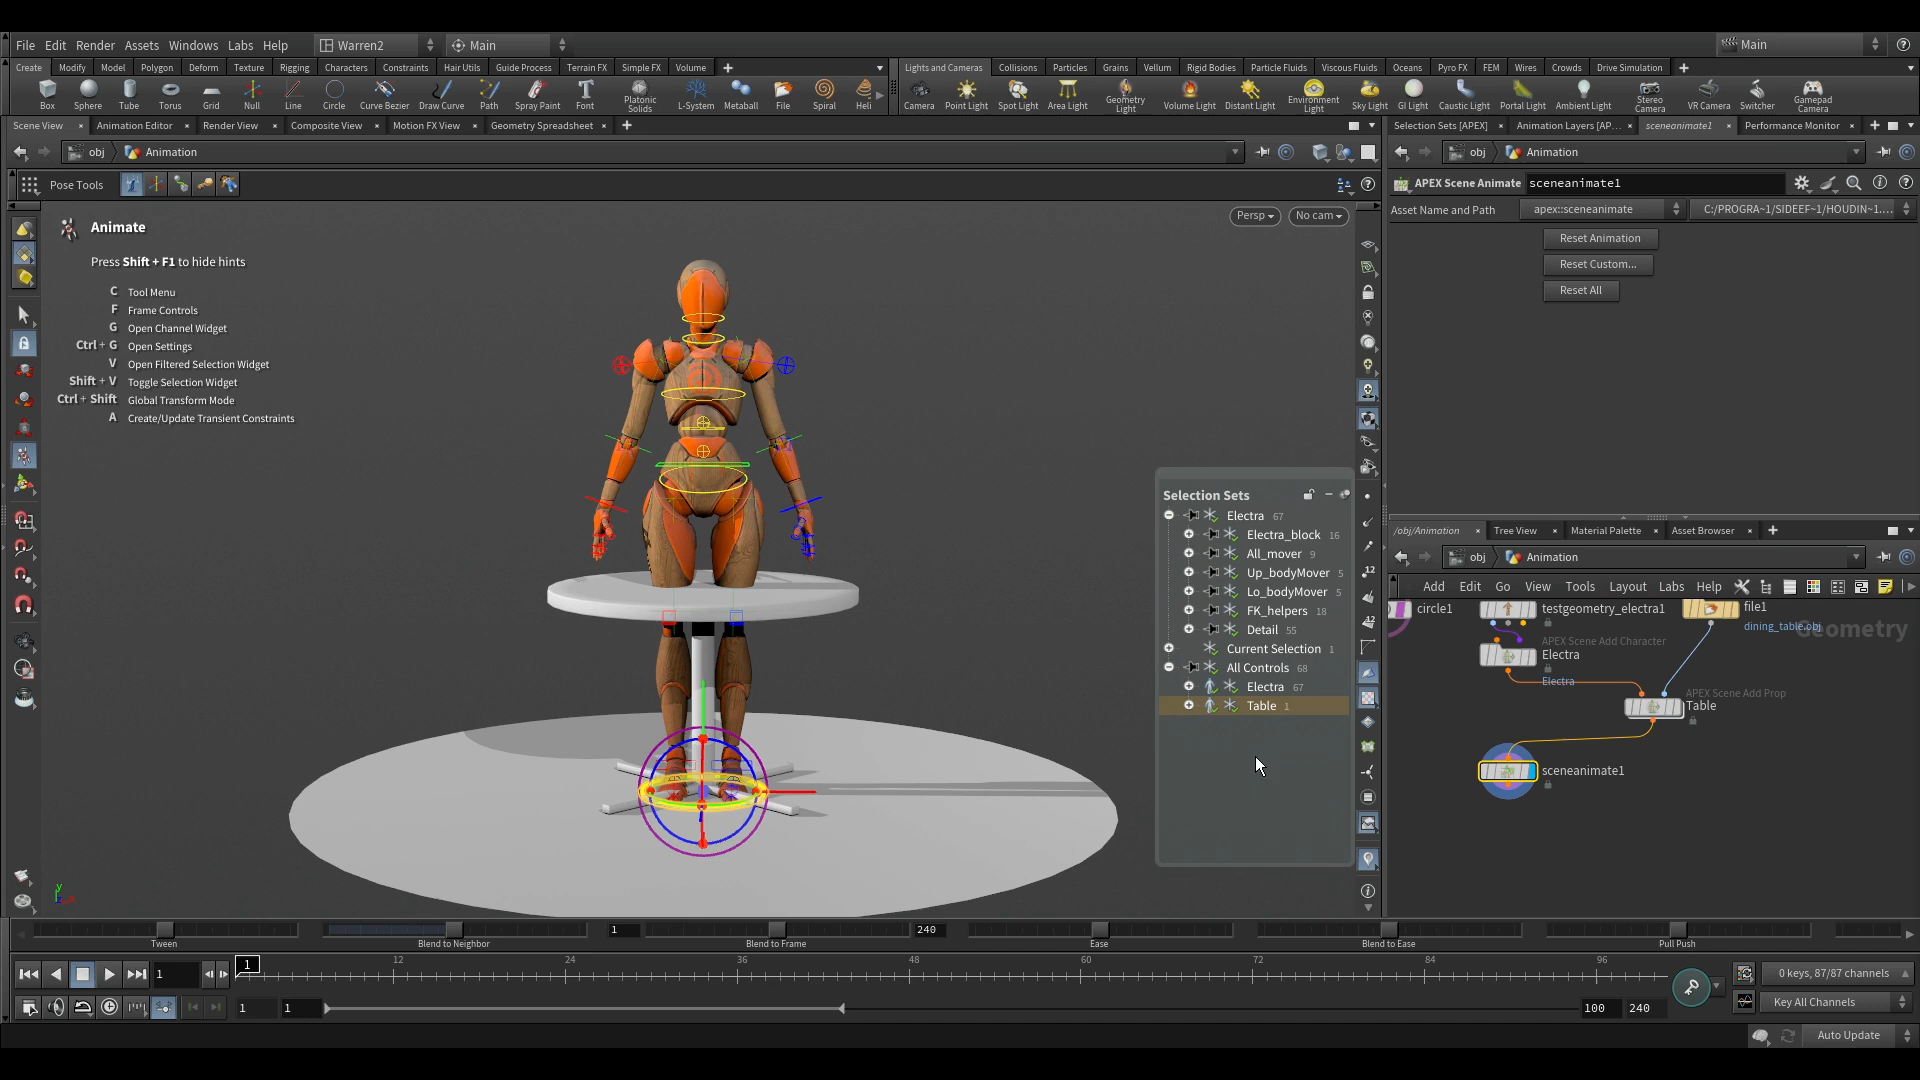 File Edit Render Assets Windows Labs Help Warren2 Main Main
Create Modify Model Polygon Deform Texture Rigging Characters Constraints Hair Utils Guide Process Terrain FX Simple FX Volume
Lights and Cameras Collisions Particles Grains Vellum Rigid Bodies Particle Fluids Viscous Fluids Oceans Pyro FX FEM Wires Crowds Drive Simulation
Box Sphere Tube Torus Grid Null Line Circle Curve Bezier Draw Curve Path Spray Paint Font Platonic Solids L-System Metaball File Spiral Heli
Camera Point Light Spot Light Area Light Geometry Light Volume Light Distant Light Environment Light Sky Light GI Light Caustic Light Portal Light Ambient Light Stereo Camera VR Camera Switcher Gamepad Camera
Scene View Animation Editor Render View Composite View Motion FX View Geometry Spreadsheet
Selection Sets [APEX] Animation Layers [AP... sceneanimate1 Performance Monitor
obj Animation
obj Animation
Pose Tools
APEX Scene Animate sceneanimate1
Asset Name and Path apex::sceneanimate C:/PROGRA~1/SIDEEF~1/HOUDIN~1....
Reset Animation
Reset Custom...
Reset All
Persp No cam
Animate
Press Shift + F1 to hide hints
C Tool Menu
F Frame Controls
G Open Channel Widget
Ctrl + G Open Settings
V Open Filtered Selection Widget
Shift + V Toggle Selection Widget
Ctrl + Shift Global Transform Mode
A Create/Update Transient Constraints
Selection Sets
Electra 67
Electra_block 16
All_mover 9
Up_bodyMover 5
Lo_bodyMover 5
FK_helpers 18
Detail 55
Current Selection 1
All Controls 68
Electra 67
Table 1
12
12
y
/obj/Animation Tree View Material Palette Asset Browser
obj Animation
Add Edit Go View Tools Layout Labs Help
circle1 testgeometry_electra1 file1
dining_table.obj
Geometry
APEX Scene Add Character
Electra
Electra
APEX Scene Add Prop
Table
sceneanimate1
1 240
Tween Blend to Neighbor Blend to Frame Ease Blend to Ease Pull Push
1 1 12 24 36 48 60 72 84 96
0 keys, 87/87 channels
1 1 100 240
Key All Channels
Auto Update